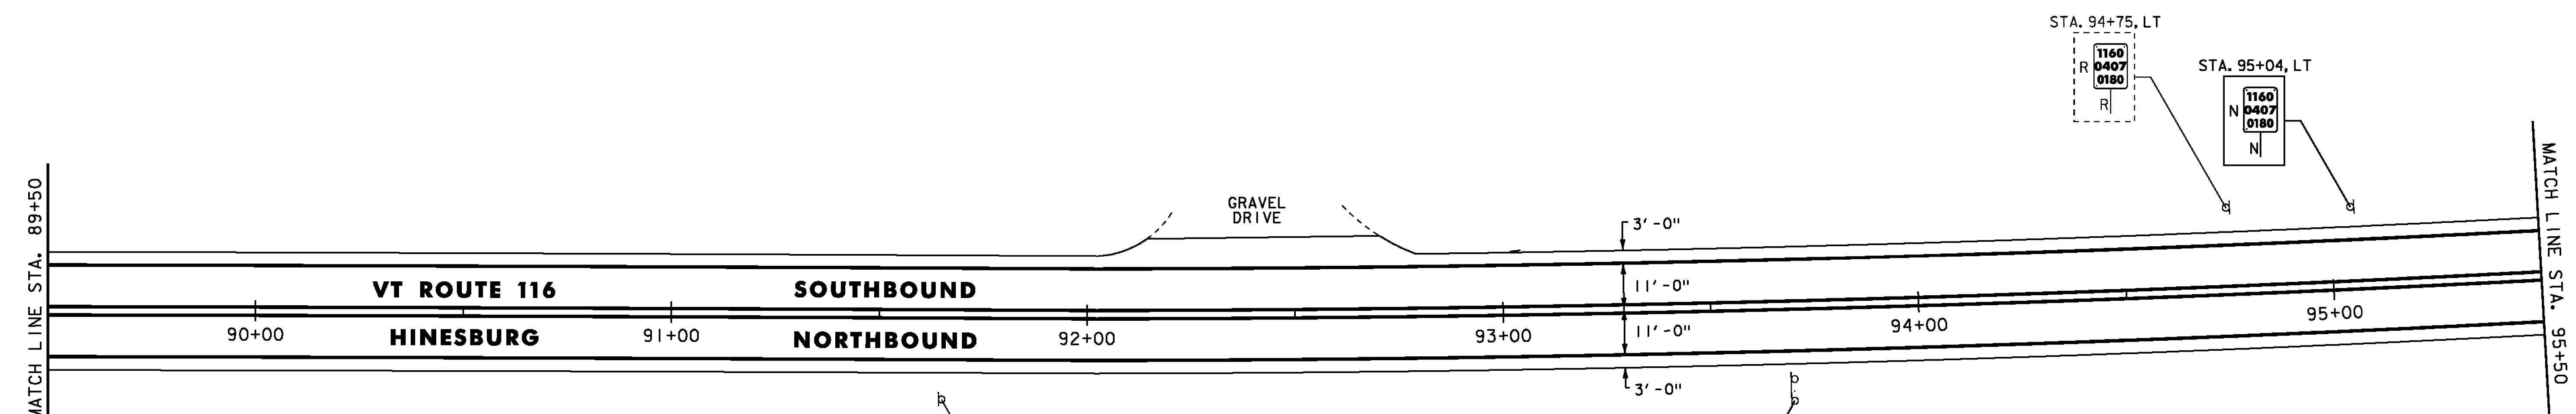 STA. 94+75, LT
1160
R 0407
0180
R
STA. 95+04, LT
1160
N 0407
0180
N
MATCH LINE STA. 89+50
GRAVEL
DRIVE
3'-0"
VT ROUTE 116
SOUTHBOUND
11'-0"
90+00
HINESBURG
91+00
NORTHBOUND
92+00
93+00
11'-0"
94+00
95+00
3'-0"
MATCH LINE STA. 95+50